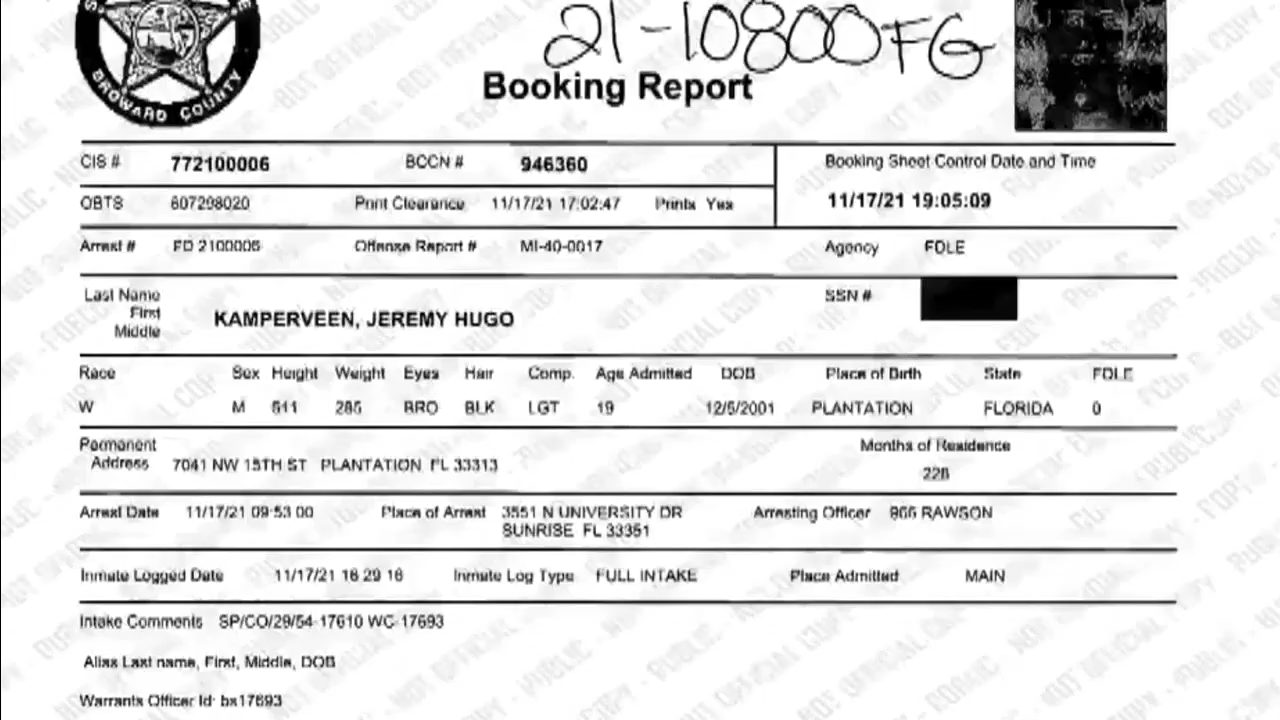 21-10800FG
BROWARD COUNTY
Booking Report
CIS # 772100006 BCCN # 946360 Booking Sheet Control Date and Time
11/17/21 19:05:09
OBTS 607298020 Print Clearance 11/17/21 17:02:47 Prints Yes
Arrest # FD 2100006 Offense Report # MI-40-0017 Agency FDLE
Last Name
First
Middle
KAMPERVEEN, JEREMY HUGO
SSN #
Race Sex Height Weight Eyes Hair Comp. Age Admitted DOB Place of Birth State FDLE
W M 511 285 BRO BLK LGT 19 12/5/2001 PLANTATION FLORIDA 0
Permanent
Address 7041 NW 15TH ST PLANTATION FL 33313
Months of Residence
228
Arrest Date 11/17/21 09 53 00 Place of Arrest 3551 N UNIVERSITY DR
SUNRISE FL 33351
Arresting Officer 966 RAWSON
Inmate Logged Date 11/17/21 16 29 16 Inmate Log Type FULL INTAKE Place Admitted MAIN
Intake Comments SP/CO/29/54-17610 WC-17693
Alias Last name, First, Middle, DOB
Warrants Officer Id: bs17693